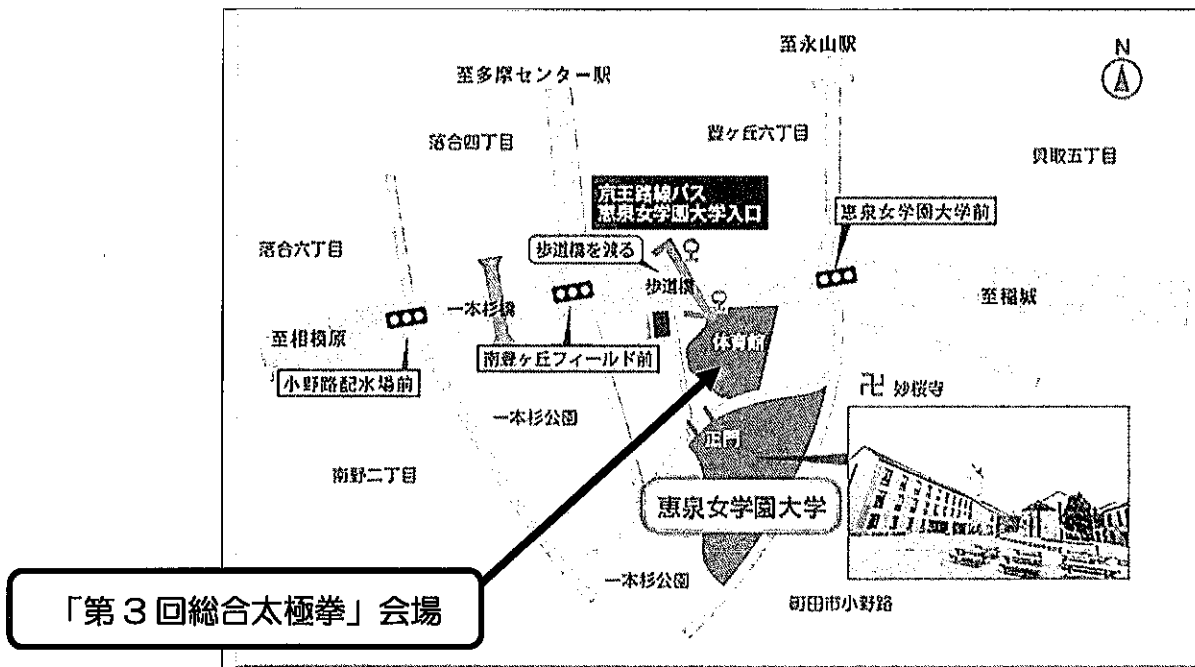 至永山駅
N
至多摩センター駅
落合四丁目
豊ヶ丘六丁目
貝取五丁目
京王路線バス
恵泉女学園大学入口
恵泉女学園大学前
落合六丁目
歩道橋を渡る
歩道橋
一本杉橋
至稲城
至相模原
体育館
南豊ヶ丘フィールド前
小野路配水場前
卍 妙桜寺
一本杉公園
正門
南野二丁目
恵泉女学園大学
一本杉公園
町田市小野路
「第3回総合太極拳」会場